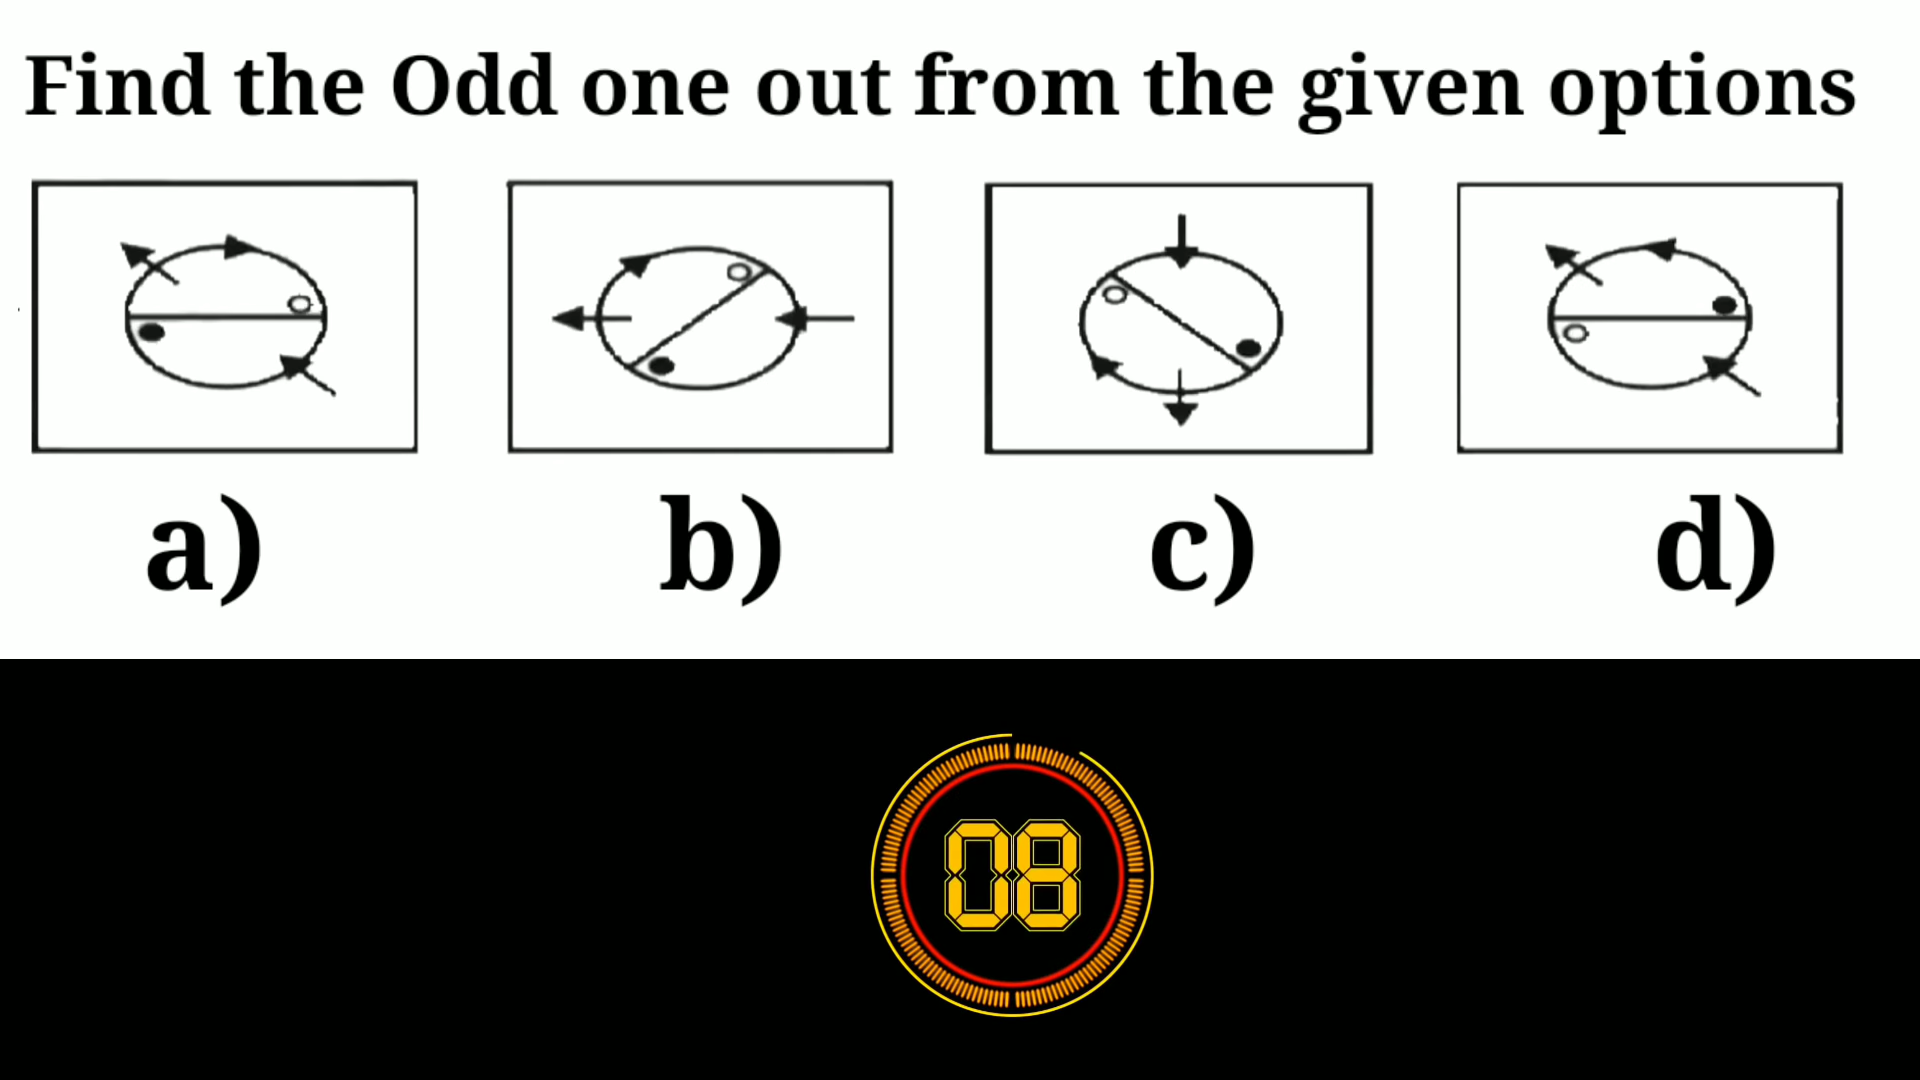 Find the Odd one out from the given options
a) b) c) d)
08